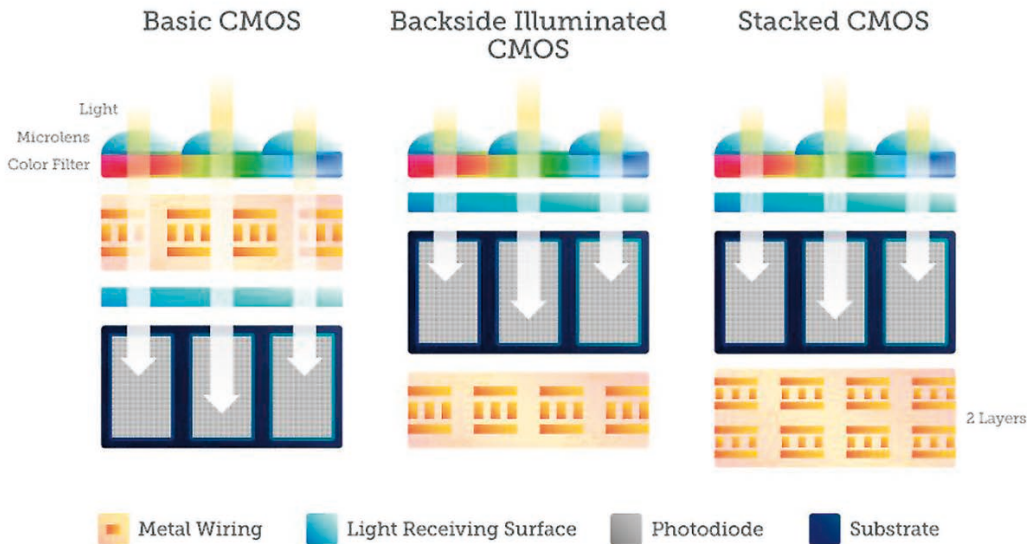 Basic CMOS
Backside Illuminated
CMOS
Stacked CMOS
Light
Microlens
Color Filter
2 Layers
Metal Wiring
Light Receiving Surface
Photodiode
Substrate